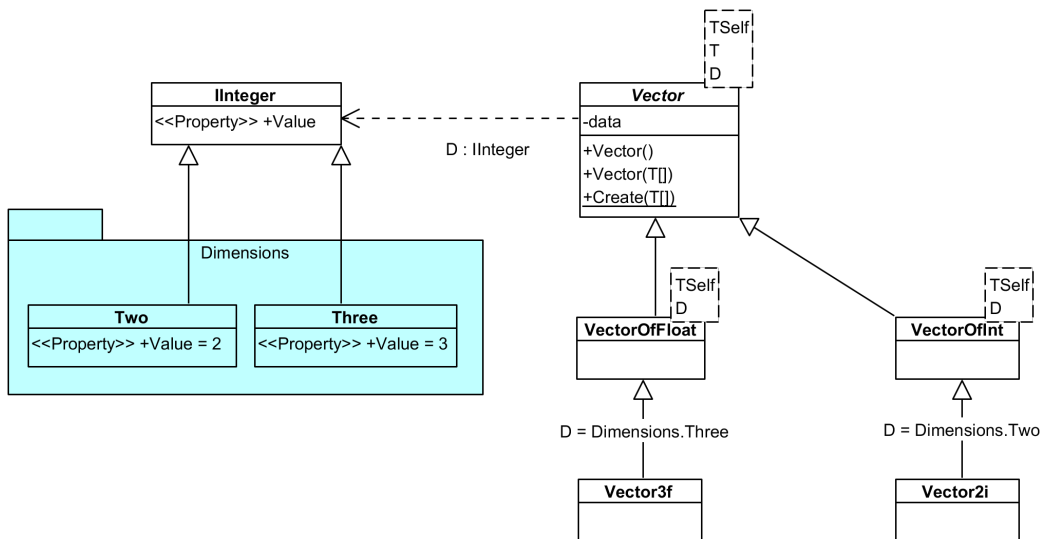 TSelf
T
D
IInteger
<<Property>> +Value
D : IInteger
Vector
-data
+Vector()
+Vector(T[])
+Create(T[])
Dimensions
Two
<<Property>> +Value = 2
Three
<<Property>> +Value = 3
TSelf
D
VectorOfFloat
TSelf
D
VectorOfInt
D = Dimensions.Three
D = Dimensions.Two
Vector3f
Vector2i